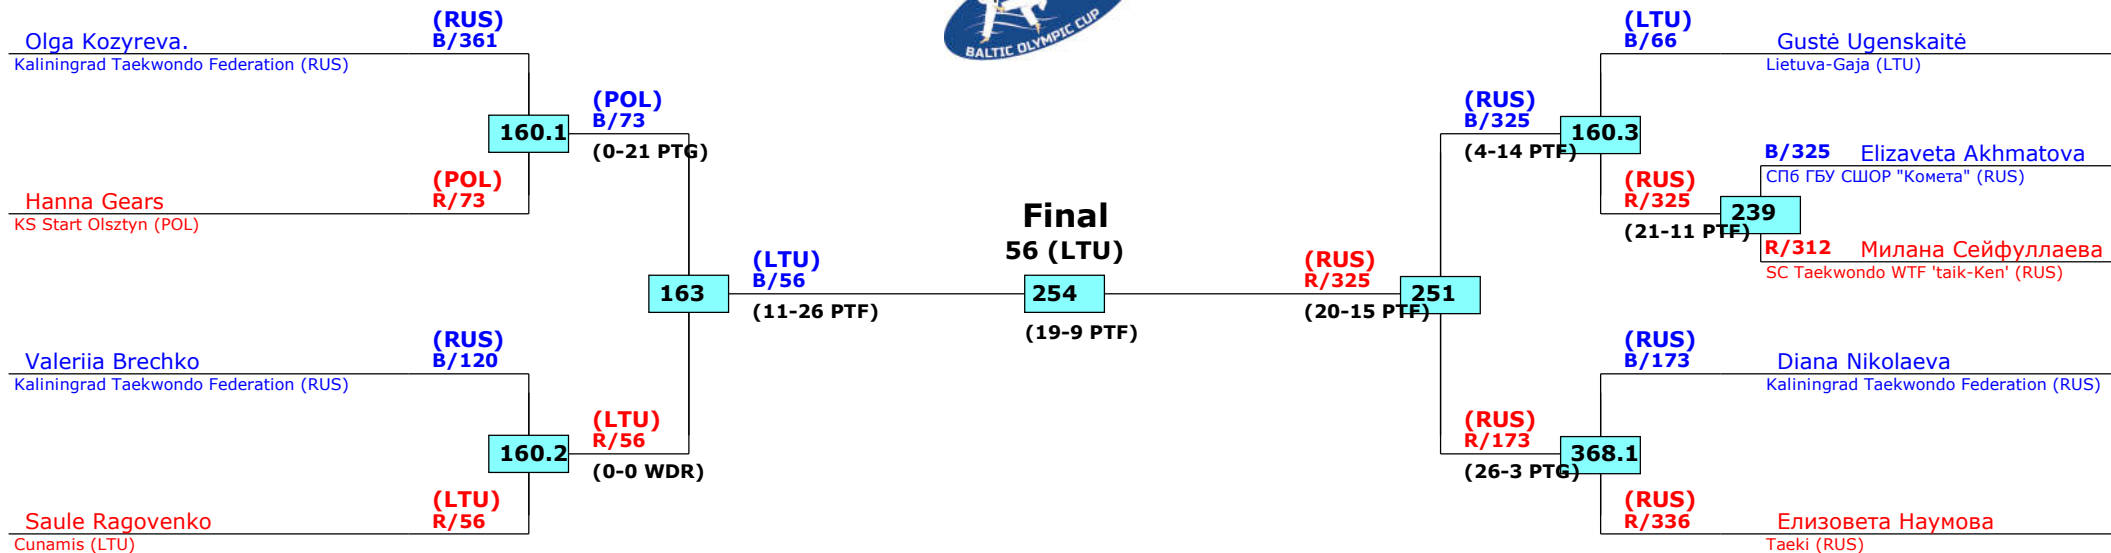 BALTIC OLYMPIC CUP
(RUS)
Olga Kozyreva.
B/361
Kaliningrad Taekwondo Federation (RUS)
160.1
(POL)
B/73
(0-21 PTG)
(POL)
Hanna Gears
R/73
KS Start Olsztyn (POL)
163
(LTU)
B/56
(11-26 PTF)
(RUS)
Valeriia Brechko
B/120
Kaliningrad Taekwondo Federation (RUS)
160.2
(LTU)
R/56
(0-0 WDR)
(LTU)
Saule Ragovenko
R/56
Cunamis (LTU)
Final
56 (LTU)
254
(19-9 PTF)
(RUS)
R/325
(20-15 PTF)
251
(LTU)
B/66
Gustė Ugenskaitė
Lietuva-Gaja (LTU)
(RUS)
B/325
(4-14 PTF)
160.3
B/325 Elizaveta Akhmatova
СПб ГБУ СШОР "Комета" (RUS)
(RUS)
R/325
(21-11 PTF)
239
R/312 Милана Сейфуллаева
SC Taekwondo WTF 'taik-Ken' (RUS)
(RUS)
B/173
Diana Nikolaeva
Kaliningrad Taekwondo Federation (RUS)
(RUS)
R/173
(26-3 PTG)
368.1
(RUS)
R/336
Елизовета Наумова
Taeki (RUS)